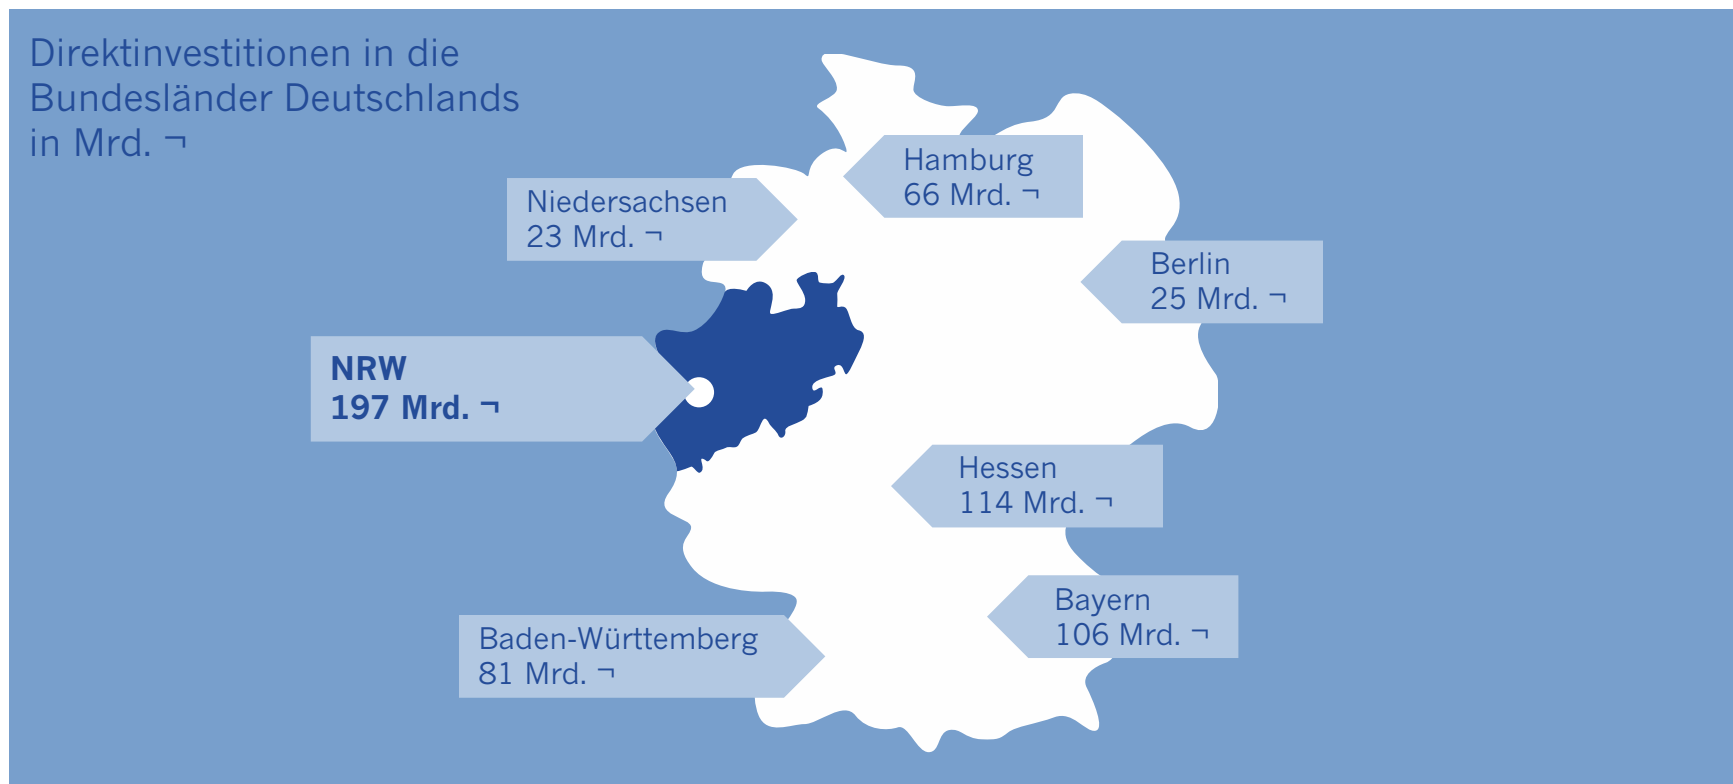 Direktinvestitionen in die
Bundesländer Deutschlands
in Mrd. ¬
Hamburg
66 Mrd. ¬
Niedersachsen
23 Mrd. ¬
Berlin
25 Mrd. ¬
NRW
197 Mrd. ¬
Hessen
114 Mrd. ¬
Bayern
106 Mrd. ¬
Baden-Württemberg
81 Mrd. ¬